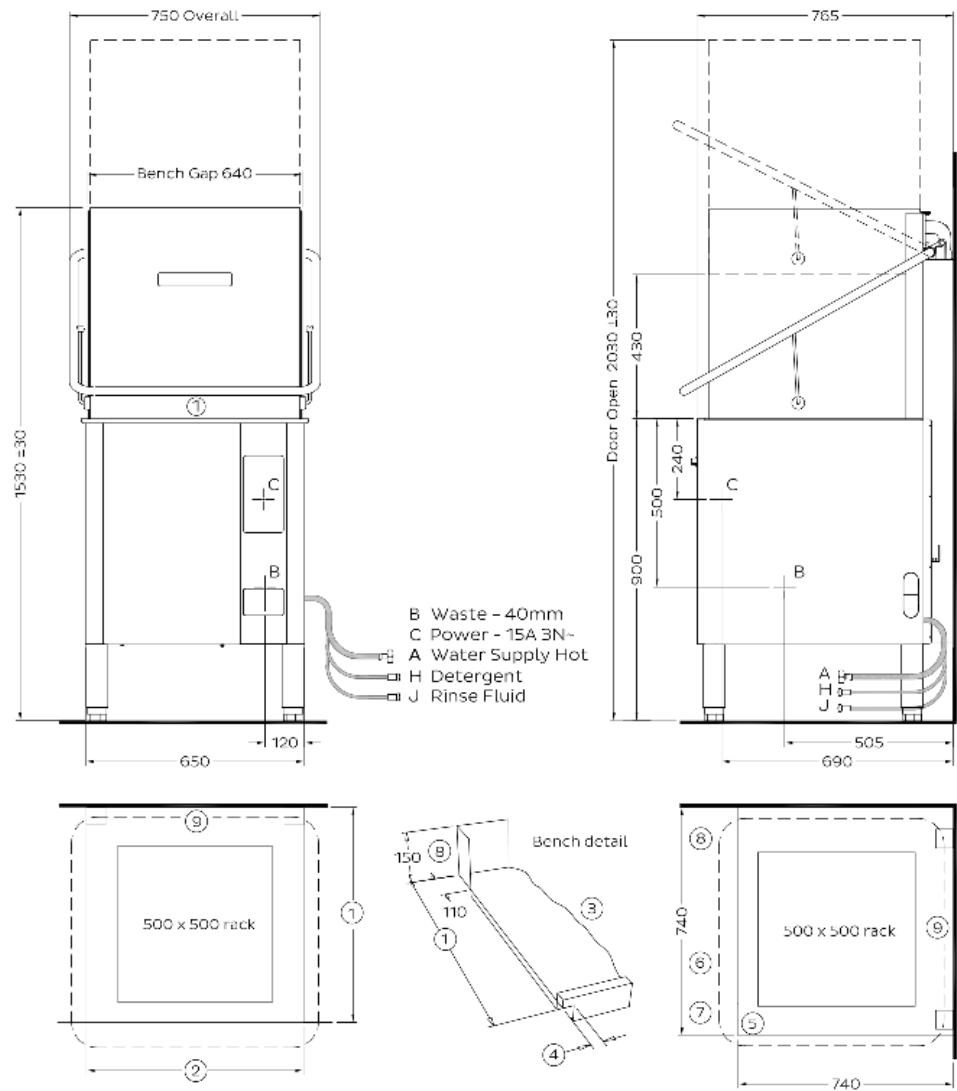 750 Overall
765
Bench Gap 640
Door Open 2030 ±30
430
1530 ±30
1
C
B
240
500
900
C
B
B Waste - 40mm
C Power - 15A 3N~
A Water Supply Hot
H Detergent
J Rinse Fluid
A
H
J
120
650
505
690
9
1
500 x 500 rack
2
150
8
Bench detail
110
3
1
4
8
740
500 x 500 rack
9
6
7
5
740